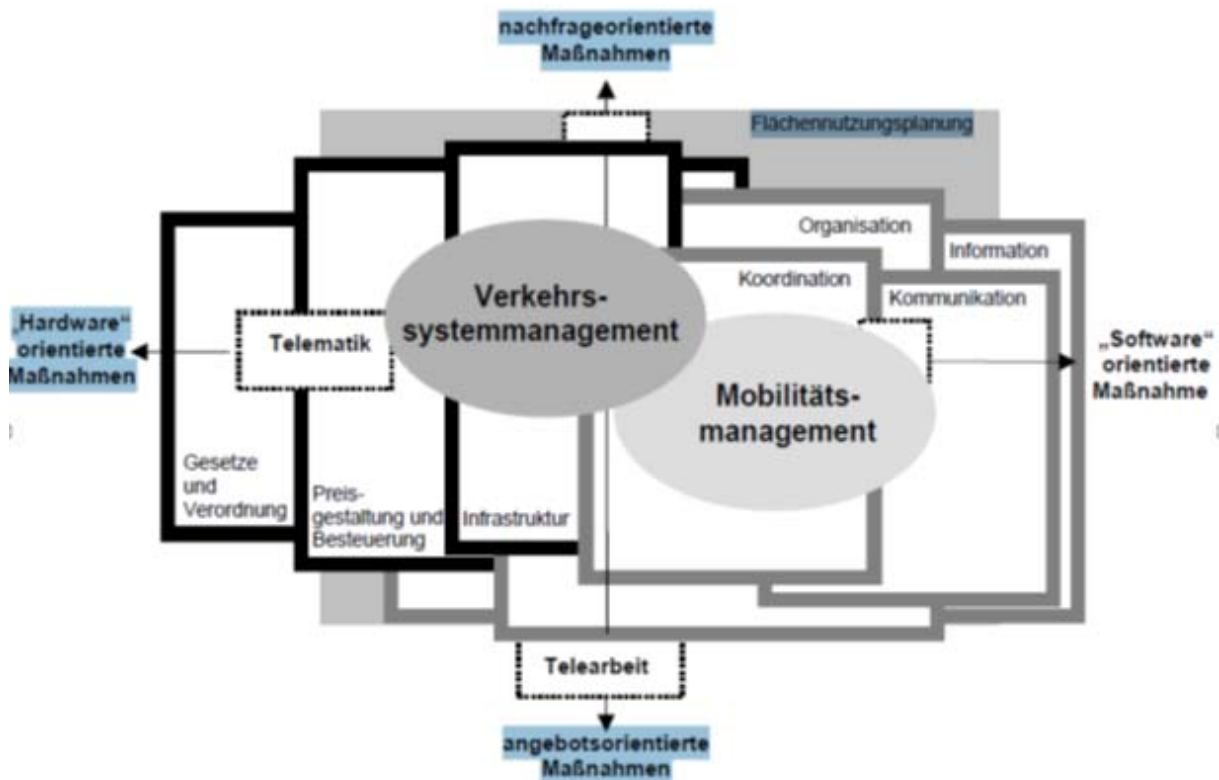 nachfrageorientierte
Maßnahmen
Flächennutzungsplanung
Organisation
Information
Koordination
Kommunikation
Verkehrs-
systemmanagement
„Hardware“
orientierte
Maßnahmen
Telematik
„Software“
orientierte
Maßnahme
Mobilitäts-
management
Gesetze
und
Verordnung
Preis-
gestaltung und
Besteuerung
Infrastruktur
Telearbeit
angebotsorientierte
Maßnahmen